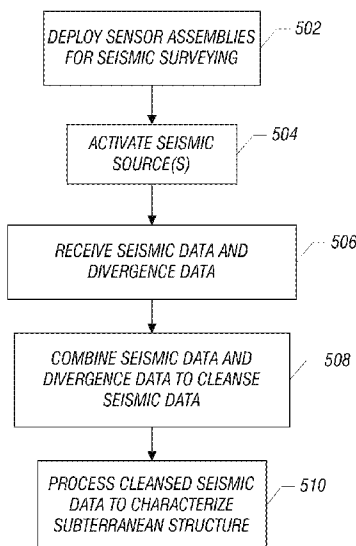 DEPLOY SENSOR ASSEMBLIES
FOR SEISMIC SURVEYING
502
ACTIVATE SEISMIC
SOURCE(S)
504
RECEIVE SEISMIC DATA AND
DIVERGENCE DATA
506
COMBINE SEISMIC DATA AND
DIVERGENCE DATA TO CLEANSE
SEISMIC DATA
508
PROCESS CLEANSED SEISMIC
DATA TO CHARACTERIZE
SUBTERRANEAN STRUCTURE
510